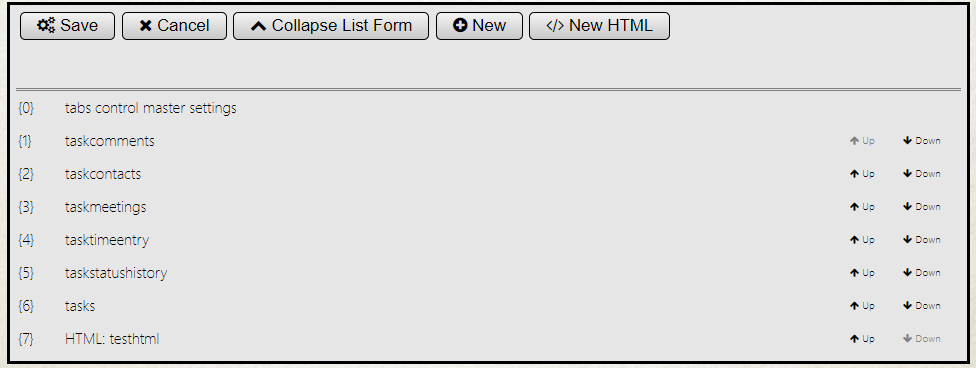 Save Cancel Collapse List Form New </> New HTML
{0} tabs control master settings
{1} taskcomments Up Down
{2} taskcontacts Up Down
{3} taskmeetings Up Down
{4} tasktimeentry Up Down
{5} taskstatushistory Up Down
{6} tasks Up Down
{7} HTML: testhtml Up Down